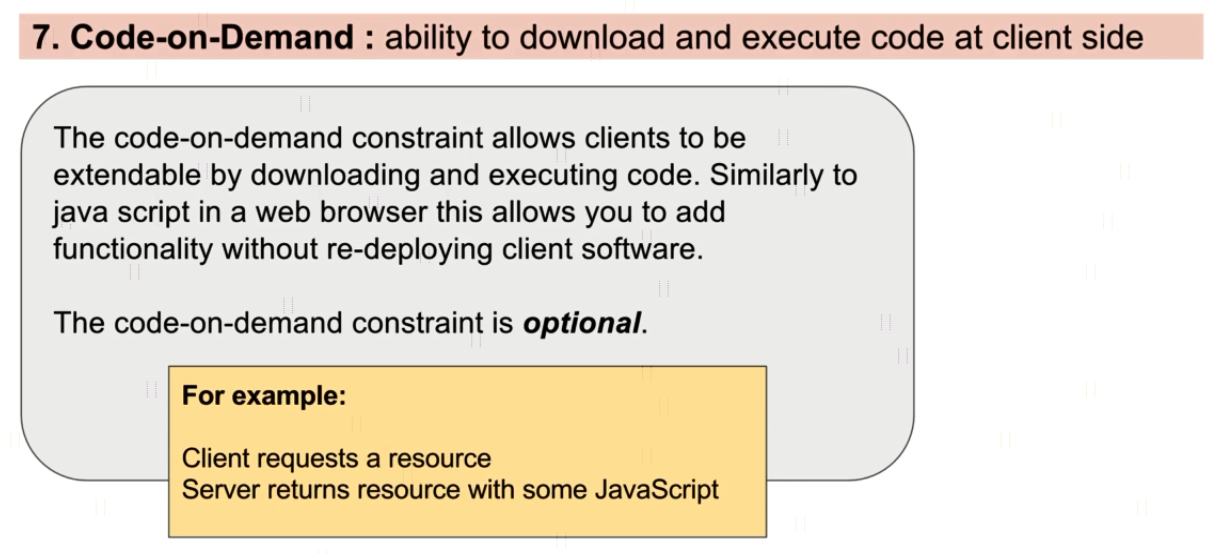 7. Code-on-Demand : ability to download and execute code at client side
The code-on-demand constraint allows clients to be
extendable by downloading and executing code. Similarly to
java script in a web browser this allows you to add
functionality without re-deploying client software.
The code-on-demand constraint is optional.
For example:
Client requests a resource
Server returns resource with some JavaScript